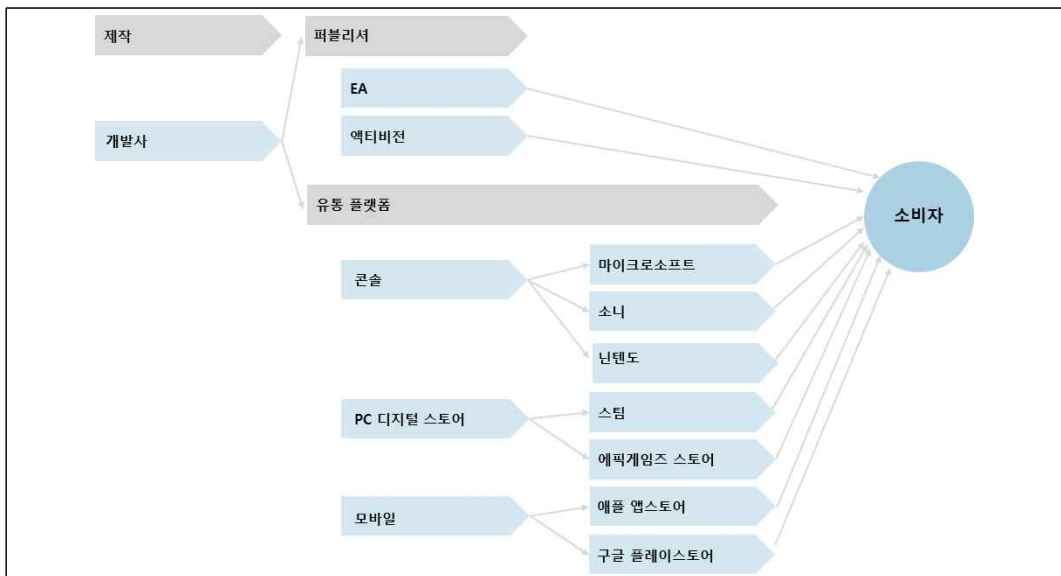 제작
퍼블리셔
EA
개발사
액티비전
유통 플랫폼
소비자
콘솔
마이크로소프트
소니
닌텐도
PC 디지털 스토어
스팀
에픽게임즈 스토어
모바일
애플 앱스토어
구글 플레이스토어